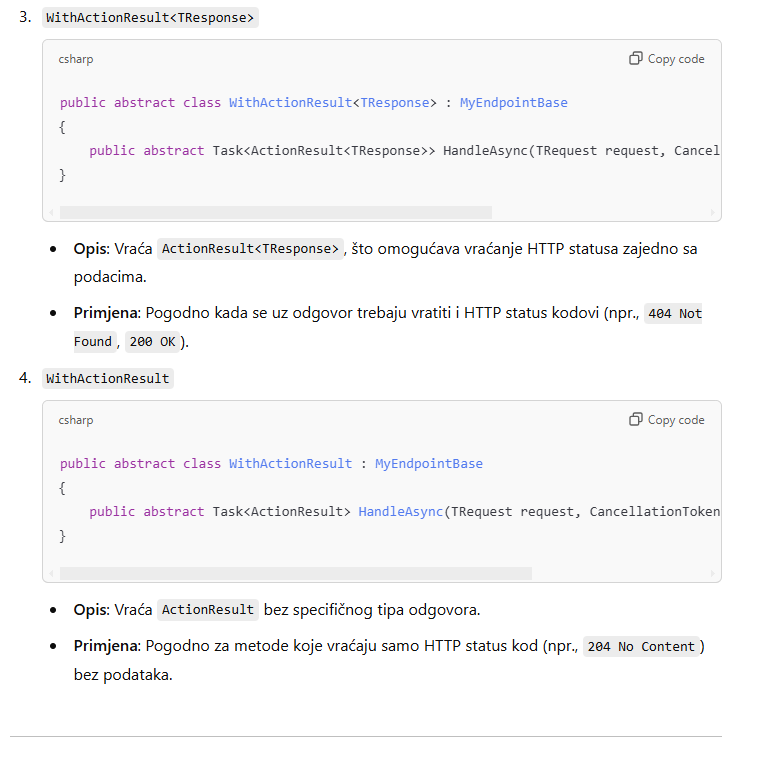 3. WithActionResult<TResponse>
csharp Copy code
public abstract class WithActionResult<TResponse> : MyEndpointBase
{
public abstract Task<ActionResult<TResponse>> HandleAsync(TRequest request, Cancel
}
• Opis: Vraća ActionResult<TResponse>, što omogućava vraćanje HTTP statusa zajedno sa
podacima.
• Primjena: Pogodno kada se uz odgovor trebaju vratiti i HTTP status kodovi (npr., 404 Not
Found, 200 OK).
4. WithActionResult
csharp Copy code
public abstract class WithActionResult : MyEndpointBase
{
public abstract Task<ActionResult> HandleAsync(TRequest request, CancellationToken
}
• Opis: Vraća ActionResult bez specifičnog tipa odgovora.
• Primjena: Pogodno za metode koje vraćaju samo HTTP status kod (npr., 204 No Content)
bez podataka.